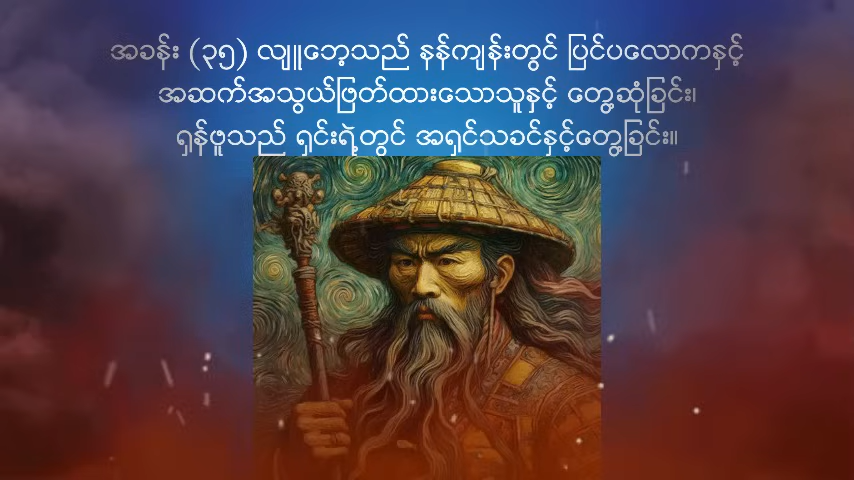 အခန်း (၃၅) လျူဘေ့သည် နန်ကျန်းတွင် ပြင်ပလောကနှင့်
အဆက်အသွယ်ဖြတ်ထားသောသူနှင့် တွေ့ဆုံခြင်း၊
ရှန်ဖူသည် ရှင်းရဲ့တွင် အရှင်သခင်နှင့်တွေ့ခြင်း။